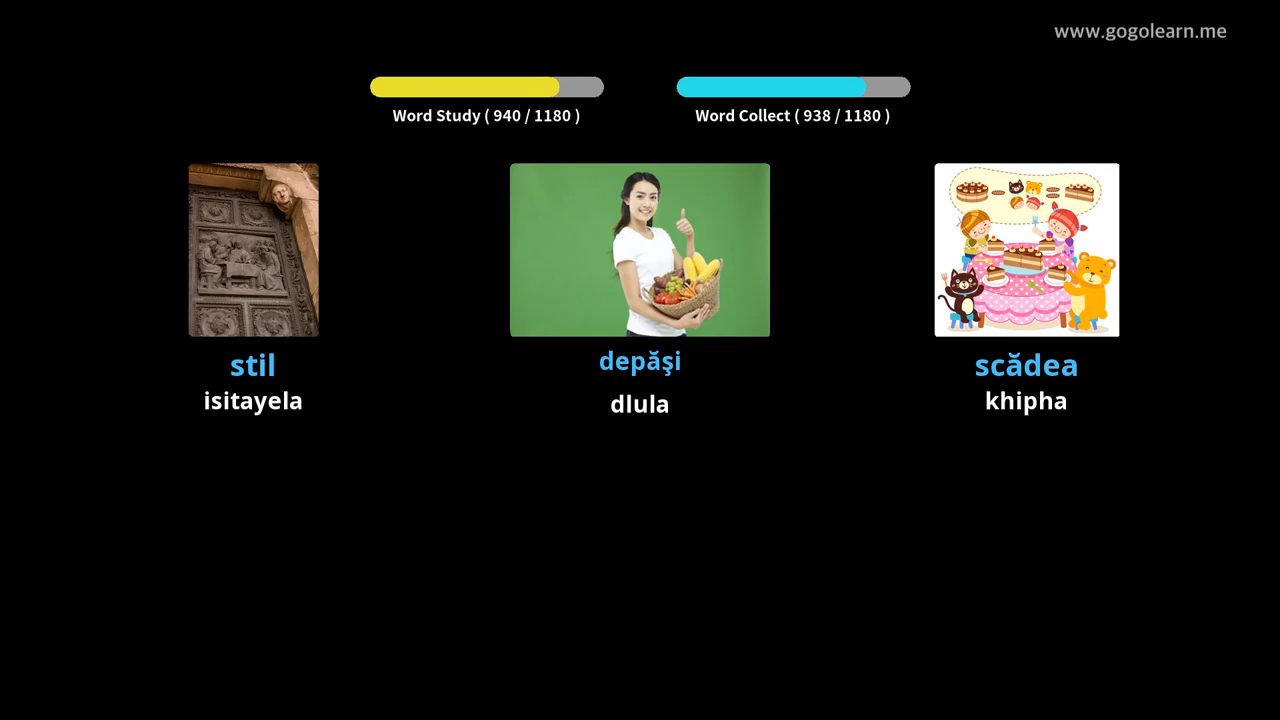 www.gogolearn.me
Word Study ( 940 / 1180 )
Word Collect ( 938 / 1180 )
stil
isitayela
depăşi
dlula
scădea
khipha